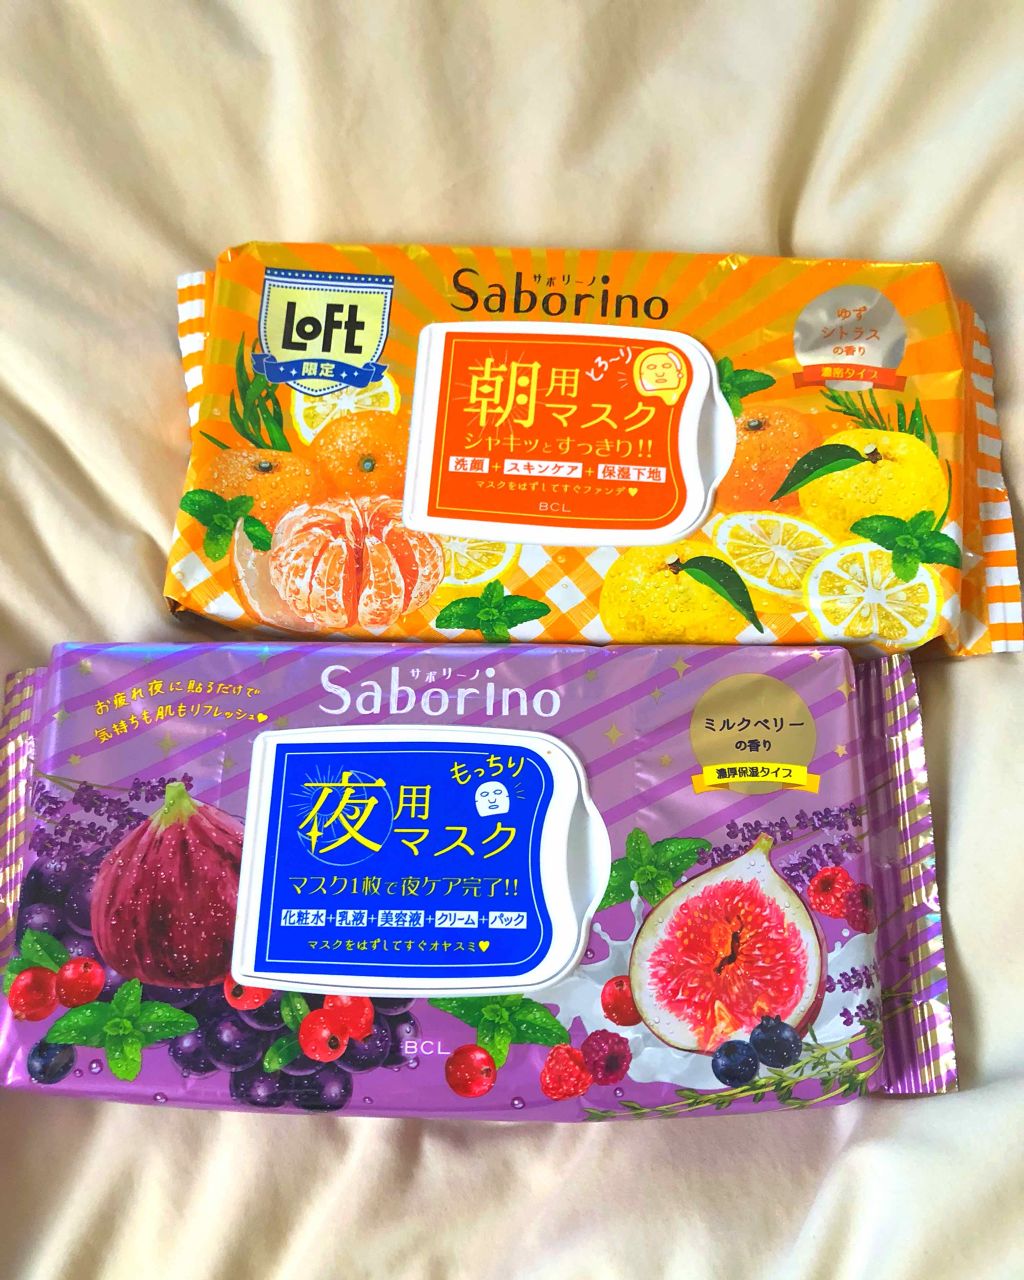 LoFt
限定
サボリーノ
Saborino
ゆず
シトラス
の香り
濃密タイプ
とろ～り
朝用
マスク
シャキッとすっきり!!
洗顔+スキンケア+保湿下地
マスクをはずしてすぐファンデ♥
BCL
お疲れ夜に貼るだけで
気持ちも肌もリフレッシュ♥
サボリーノ
Saborino
ミルクベリー
の香り
濃厚保湿タイプ
もっちり
夜用
マスク
マスク1枚で夜ケア完了!!
化粧水+乳液+美容液+クリーム+パック
マスクをはずしてすぐオヤスミ♥
BCL